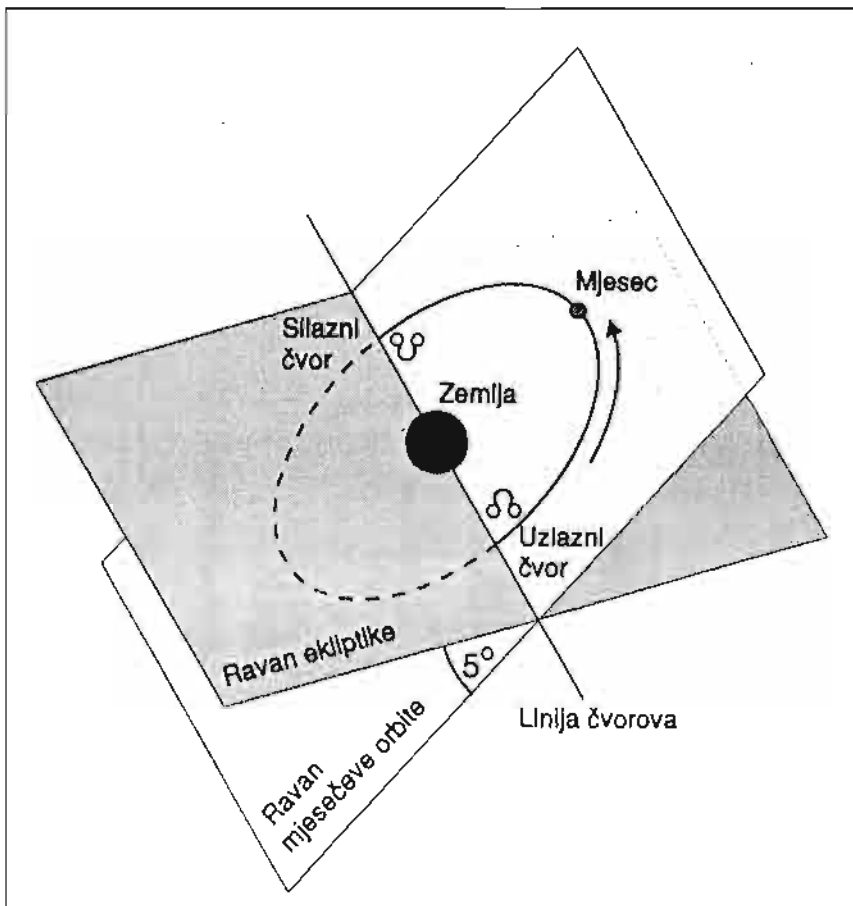 Mjesec
Silazni
čvor
Zemlja
Uzlazni
čvor
Ravan ekliptike
5°
Linija čvorova
Ravan
mjesečeve orbite